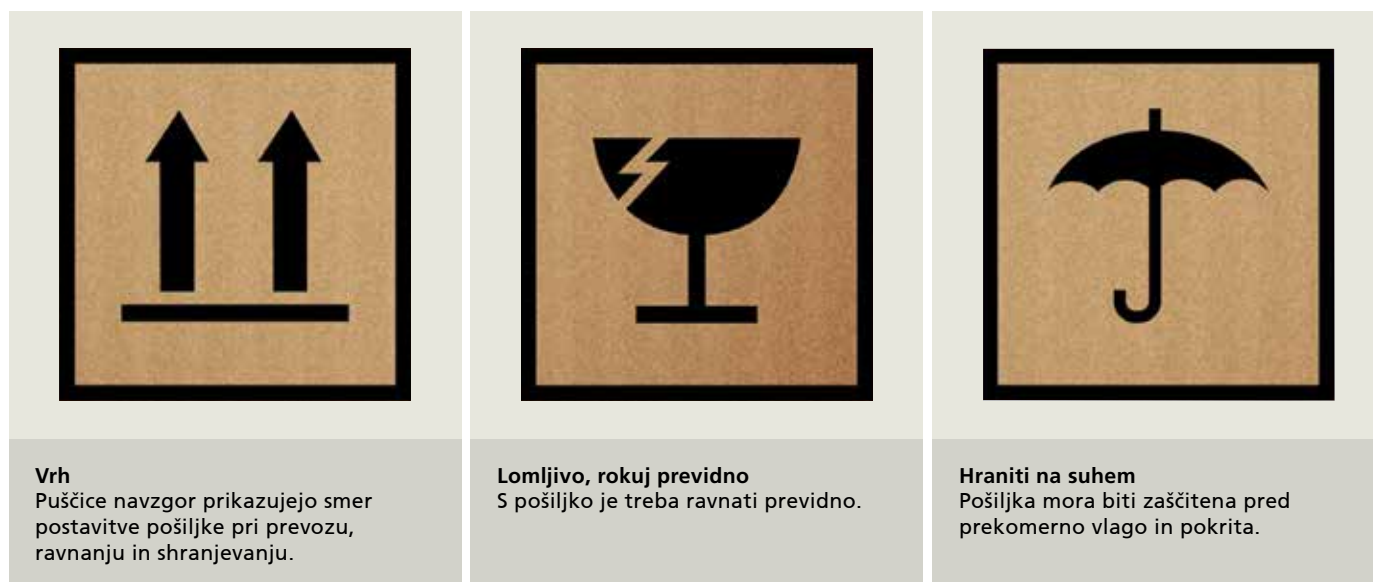 Vrh
Puščice navzgor prikazujejo smer
postavitve pošiljke pri prevozu,
ravnanju in shranjevanju.
Lomljivo, rokuj previdno
S pošiljko je treba ravnati previdno.
Hraniti na suhem
Pošiljka mora biti zaščitena pred
prekomerno vlago in pokrita.